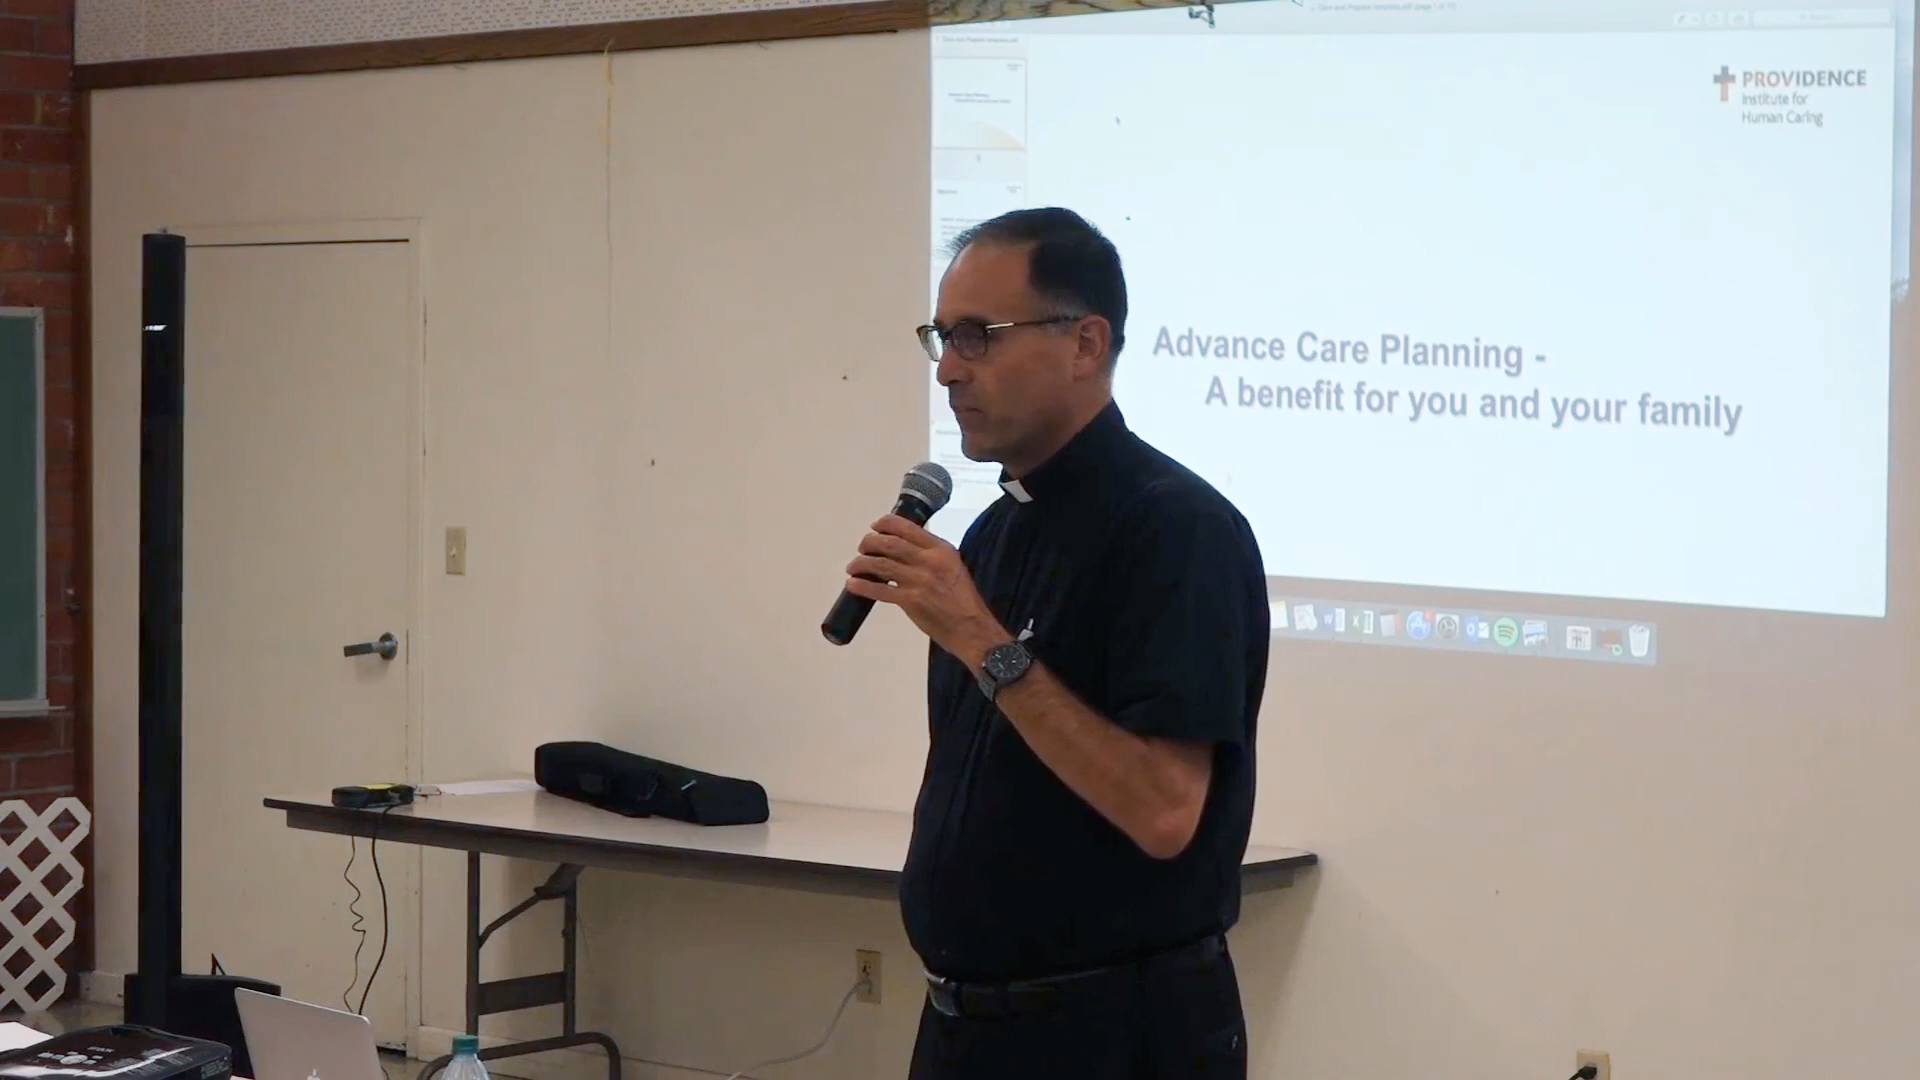 PROVIDENCE
Institute for
Human Caring
Advance Care Planning -
A benefit for you and your family